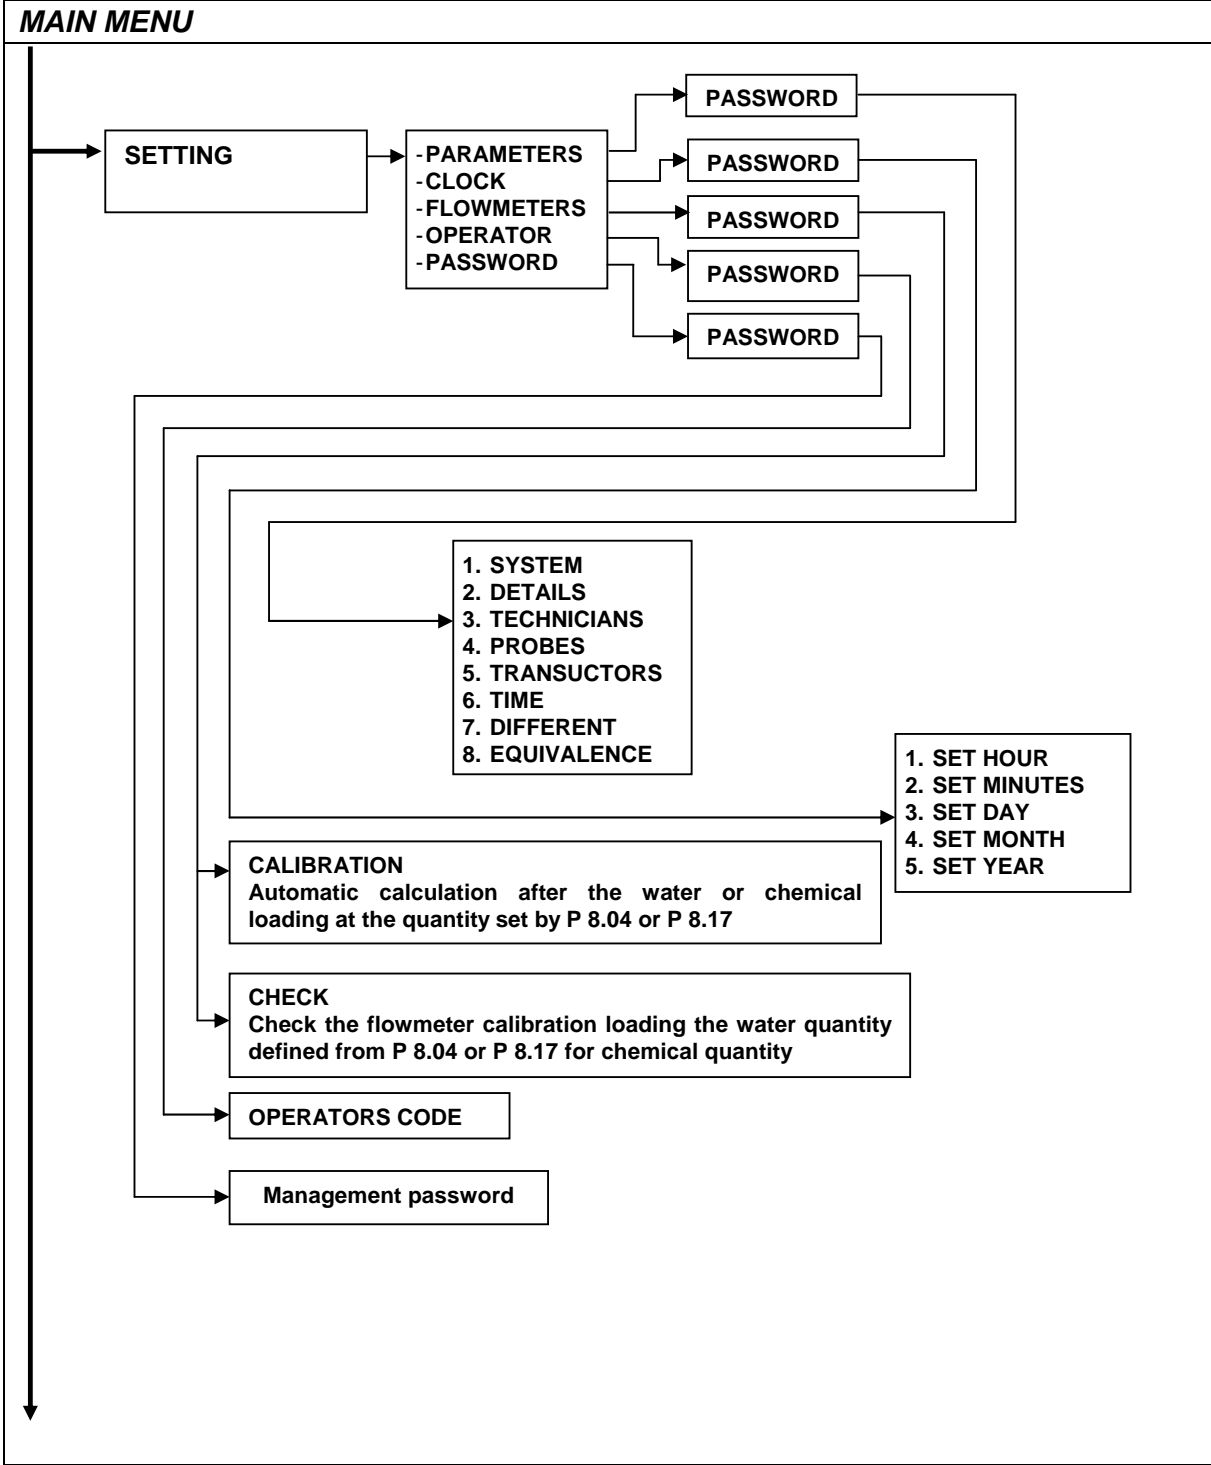 MAIN MENU
SETTING
-PARAMETERS
-CLOCK
-FLOWMETERS
-OPERATOR
-PASSWORD
PASSWORD
PASSWORD
PASSWORD
PASSWORD
PASSWORD
1. SYSTEM
2. DETAILS
3. TECHNICIANS
4. PROBES
5. TRANSUCTORS
6. TIME
7. DIFFERENT
8. EQUIVALENCE
1. SET HOUR
2. SET MINUTES
3. SET DAY
4. SET MONTH
5. SET YEAR
CALIBRATION
Automatic calculation after the water or chemical
loading at the quantity set by P 8.04 or P 8.17
CHECK
Check the flowmeter calibration loading the water quantity
defined from P 8.04 or P 8.17 for chemical quantity
OPERATORS CODE
Management password